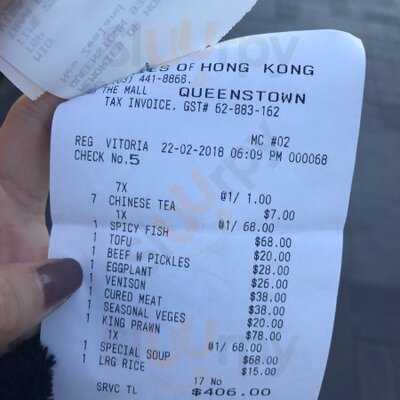 ES OF HONG KONG
(03) 441-8868.
THE MALL QUEENSTOWN
TAX INVOICE. GST# 62-883-162
MC #02
REG VITORIA 22-02-2018 06:09 PM 000068
CHECK No.5
7X @1/ 1.00
7 CHINESE TEA $7.00
1X @1/ 68.00
1 SPICY FISH $68.00
1 TOFU $20.00
1 BEEF W PICKLES $28.00
1 EGGPLANT $26.00
1 VENISON $38.00
1 CURED MEAT $38.00
1 SEASONAL VEGES $20.00
1 KING PRAWN $78.00
1X @1/ 68.00
1 SPECIAL SOUP $68.00
1 LRG RICE $15.00
17 No
SRVC TL $406.00